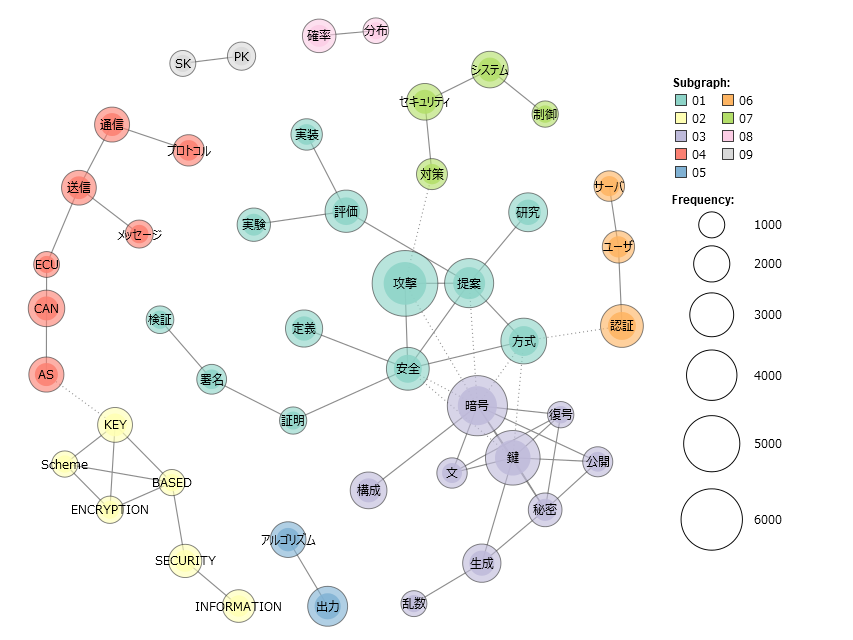 確率
分布
SK
PK
システム
セキュリティ
制御
通信
プロトコル
実装
対策
送信
メッセージ
実験
評価
研究
サーバ
ユーザ
ECU
CAN
攻撃
提案
検証
定義
方式
認証
AS
署名
安全
証明
暗号
復号
KEY
Scheme
BASED
ENCRYPTION
鍵
文
公開
構成
秘密
SECURITY
INFORMATION
アルゴリズム
出力
生成
乱数
Subgraph:
01 06
02 07
03 08
04 09
05
Frequency:
1000
2000
3000
4000
5000
6000